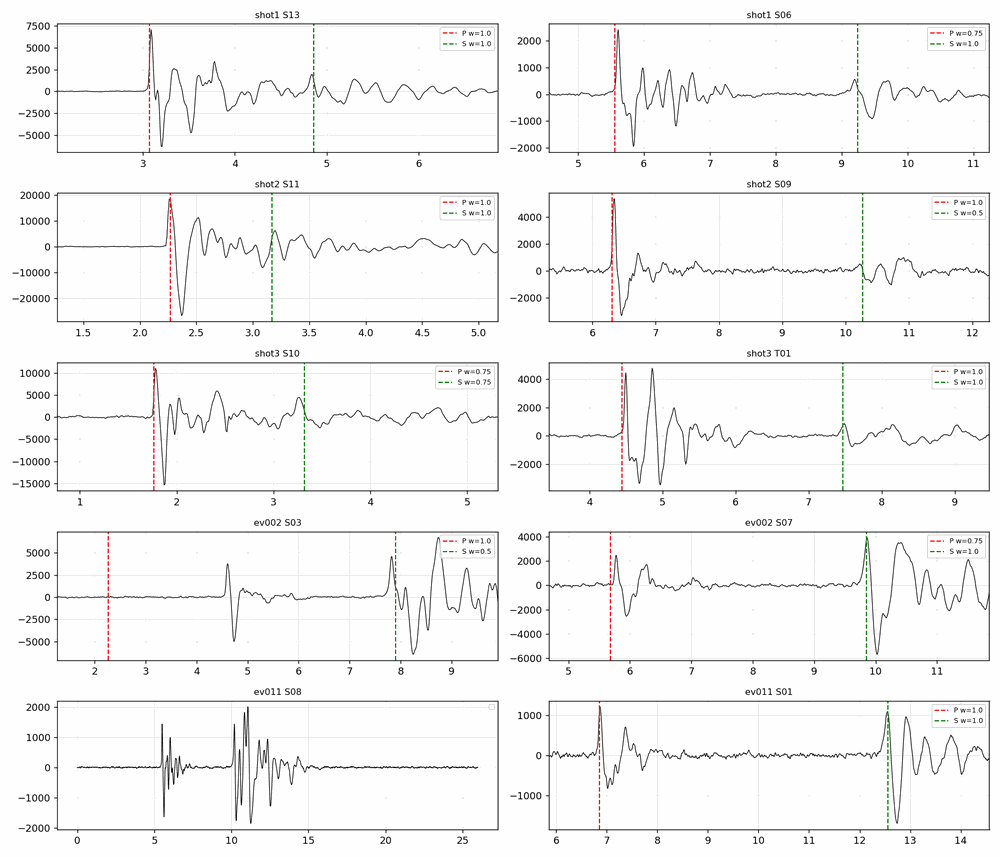 shot1 S13
7500
5000
2500
0
−2500
−5000
3 4 5 6
P w=1.0
S w=1.0
shot1 S06
2000
1000
0
−1000
−2000
5 6 7 8 9 10 11
P w=0.75
S w=1.0
shot2 S11
20000
10000
0
−10000
−20000
1.5 2.0 2.5 3.0 3.5 4.0 4.5 5.0
P w=1.0
S w=1.0
shot2 S09
4000
2000
0
−2000
6 7 8 9 10 11 12
P w=1.0
S w=0.5
shot3 S10
10000
5000
0
−5000
−10000
−15000
1 2 3 4 5
P w=0.75
S w=0.75
shot3 T01
4000
2000
0
−2000
4 5 6 7 8 9
P w=1.0
S w=1.0
ev002 S03
5000
2500
0
−2500
−5000
2 3 4 5 6 7 8 9
P w=1.0
S w=0.5
ev002 S07
4000
2000
0
−2000
−4000
−6000
5 6 7 8 9 10 11
P w=0.75
S w=1.0
ev011 S08
2000
1000
0
−1000
−2000
0 5 10 15 20 25
ev011 S01
1000
0
−1000
6 7 8 9 10 11 12 13 14
P w=1.0
S w=1.0